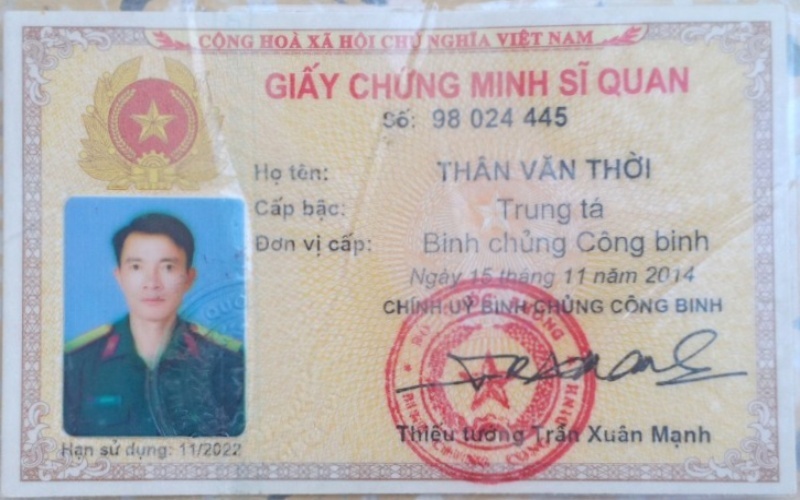 CỘNG HOÀ XÃ HỘI CHỦ NGHĨA VIỆT NAM
GIẤY CHỨNG MINH SĨ QUAN
Số: 98 024 445
Họ tên: THÂN VĂN THỜI
Cấp bậc: Trung tá
Đơn vị cấp: Binh chủng Công binh
Ngày 15 tháng 11 năm 2014
CHÍNH UỶ BINH CHỦNG CÔNG BINH
Thiếu tướng Trần Xuân Mạnh
Hạn sử dụng: 11/2022